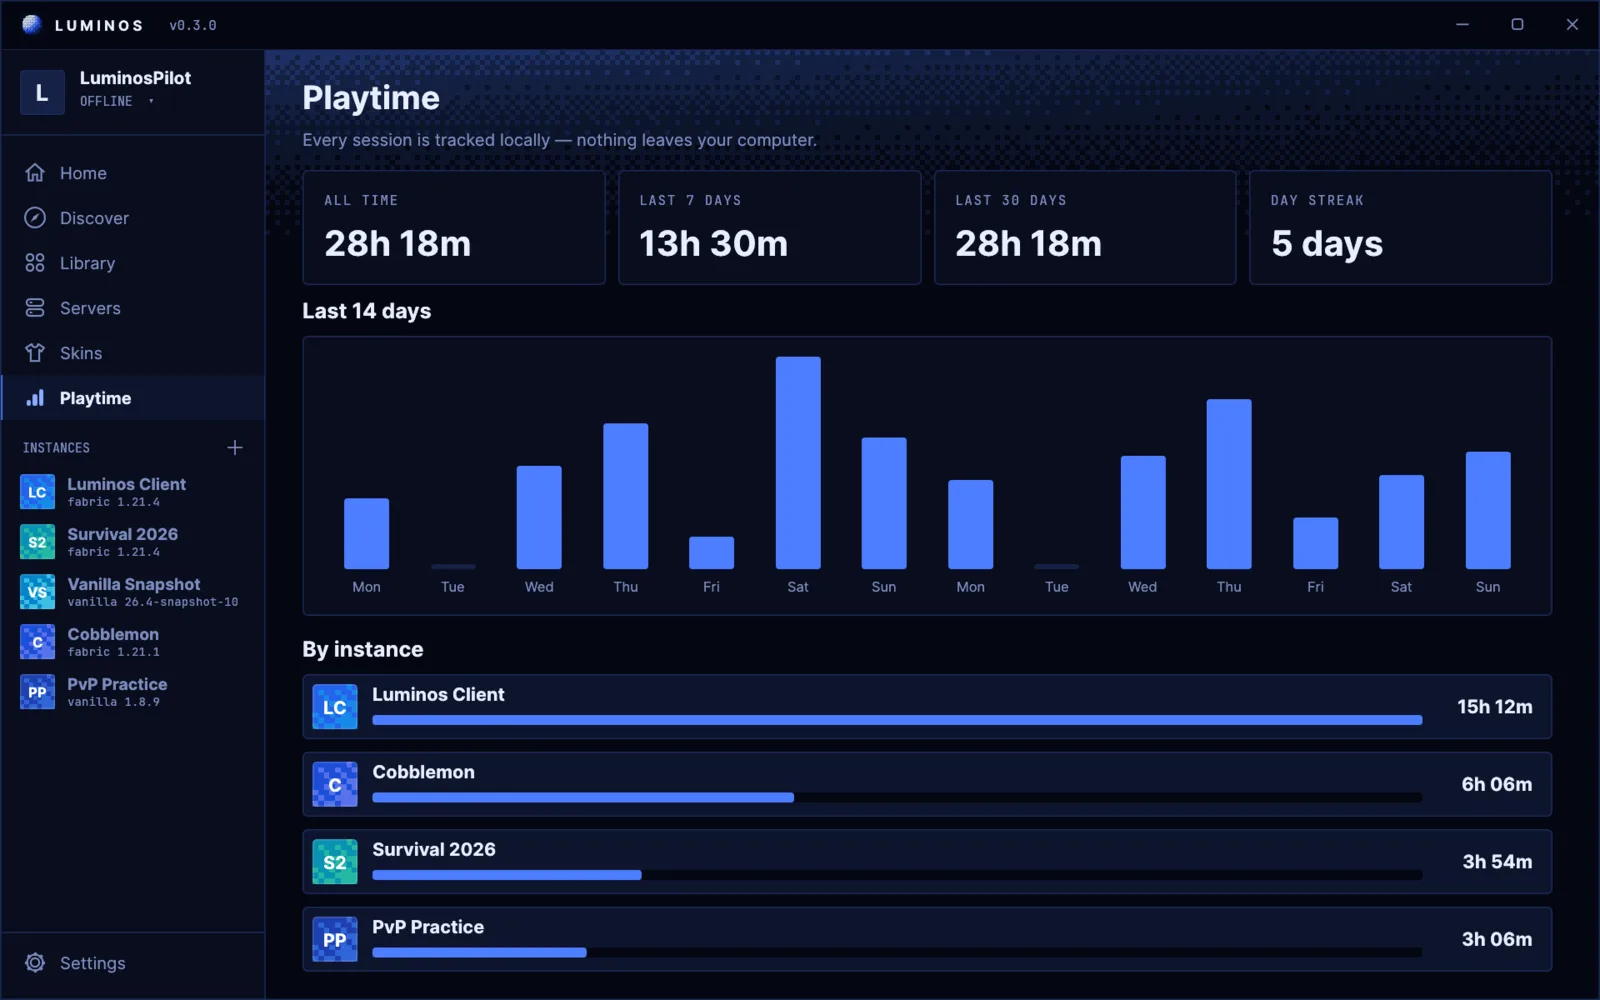 LUMINOS v0.3.0
L
LuminosPilot
OFFLINE
Home
Discover
Library
Servers
Skins
Playtime
INSTANCES
LC
Luminos Client
fabric 1.21.4
S2
Survival 2026
fabric 1.21.4
VS
Vanilla Snapshot
vanilla 26.4-snapshot-10
C
Cobblemon
fabric 1.21.1
PP
PvP Practice
vanilla 1.8.9
Settings
Playtime
Every session is tracked locally — nothing leaves your computer.
ALL TIME
28h 18m
LAST 7 DAYS
13h 30m
LAST 30 DAYS
28h 18m
DAY STREAK
5 days
Last 14 days
Mon Tue Wed Thu Fri Sat Sun Mon Tue Wed Thu Fri Sat Sun
By instance
LC
Luminos Client
15h 12m
C
Cobblemon
6h 06m
S2
Survival 2026
3h 54m
PP
PvP Practice
3h 06m